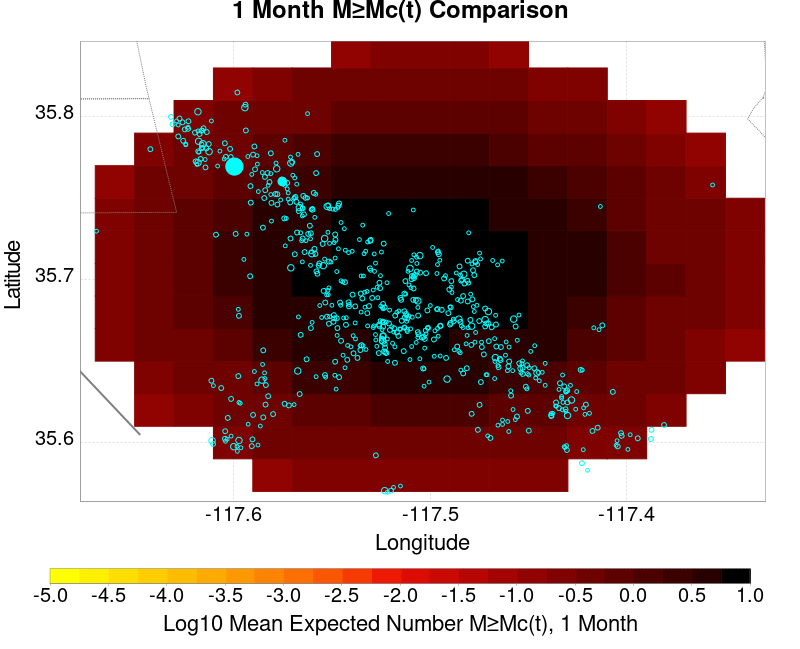 1 Month M≥Mc(t) Comparison
35.8
35.7
35.6
Latitude
-117.6 -117.5 -117.4
Longitude
-5.0 -4.5 -4.0 -3.5 -3.0 -2.5 -2.0 -1.5 -1.0 -0.5 0.0 0.5 1.0
Log10 Mean Expected Number M≥Mc(t), 1 Month